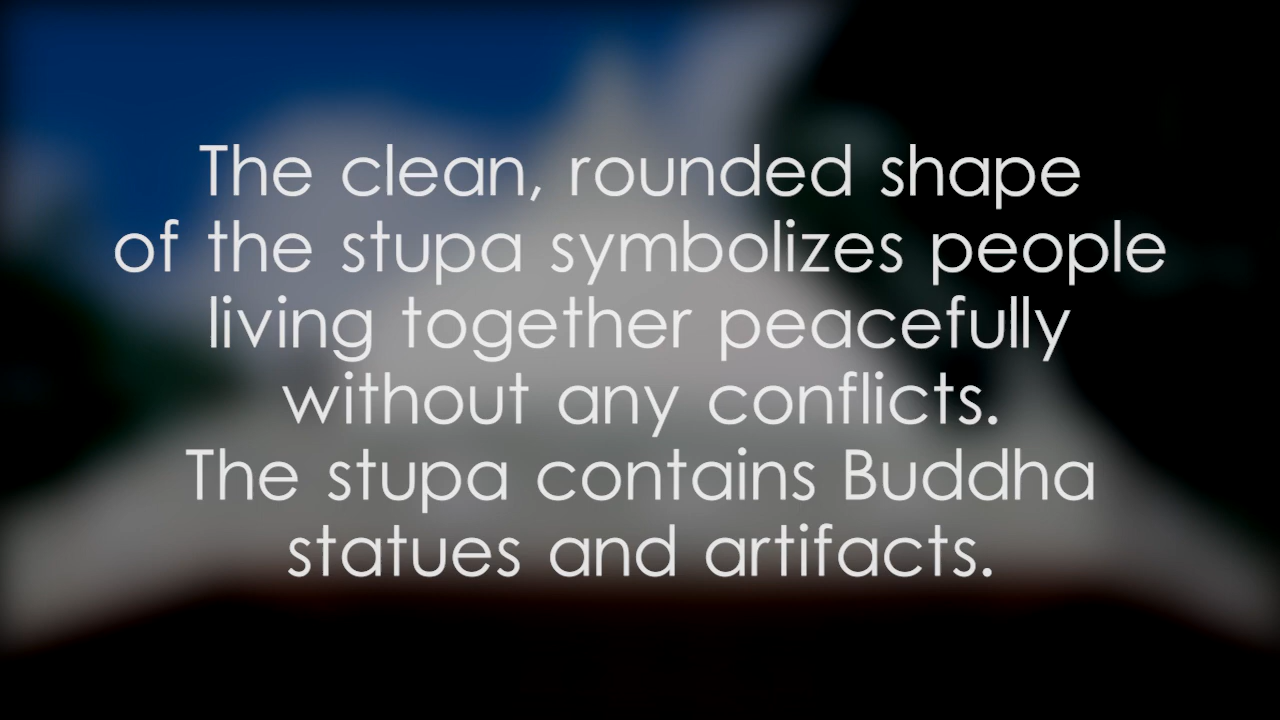 The clean, rounded shape
of the stupa symbolizes people
living together peacefully
without any conflicts.
The stupa contains Buddha
statues and artifacts.